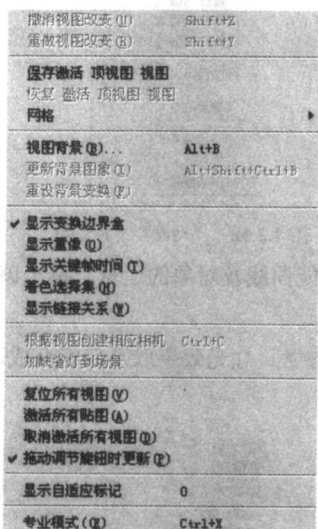 撤消视图改变(U) Shift+Z
重做视图改变(R) Shift+Y
保存激活 顶视图 视图
恢复 激活 顶视图 视图
网格
视图背景(B)... Alt+B
更新背景图象(I) Alt+Shift+Ctrl+B
重设背景变换(F)
显示变换边界盒
显示重像(O)
显示关键帧时间(T)
着色选择集(H)
显示链接关系(W)
根据视图创建相应相机 Ctrl+C
加缺省灯到场景
复位所有视图(V)
激活所有贴图(A)
取消激活所有视图(D)
拖动调节旋钮时更新(P)
显示自适应标记 O
专业模式((E) Ctrl+X